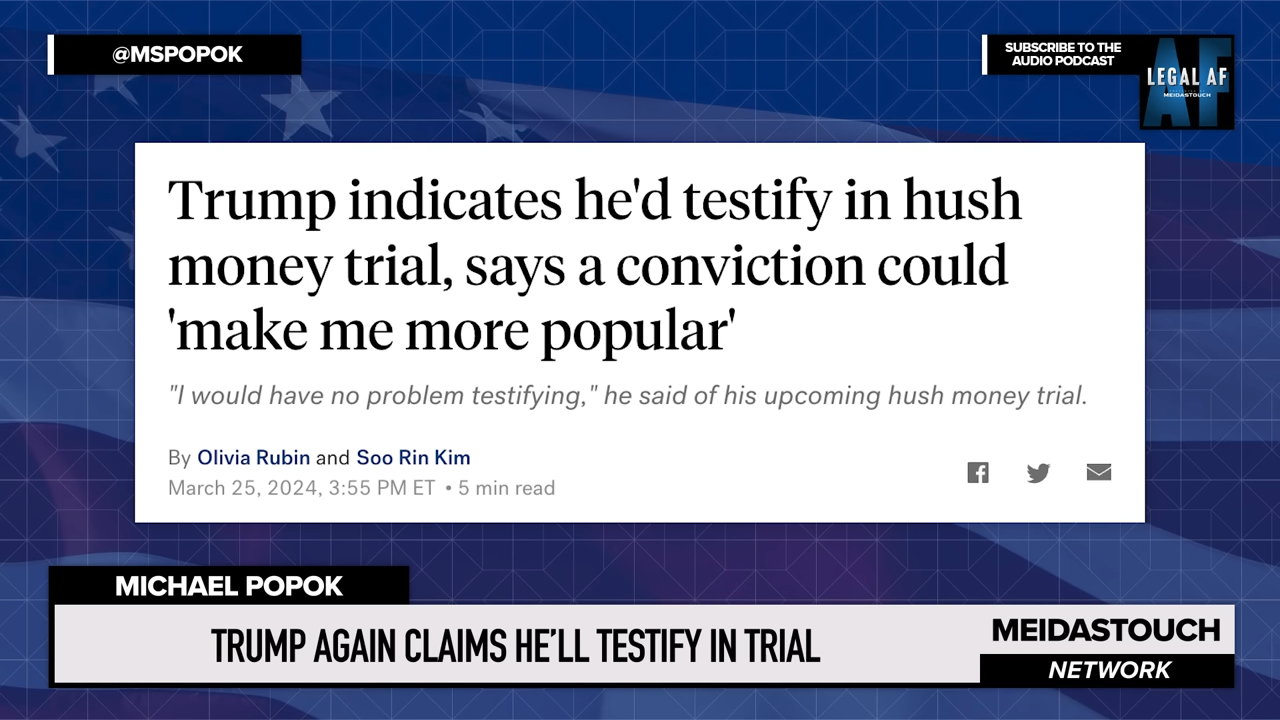 @MSPOPOK
SUBSCRIBE TO THE
AUDIO PODCAST
LEGAL AF
MEIDASTOUCH
Trump indicates he'd testify in hush
money trial, says a conviction could
'make me more popular'
"I would have no problem testifying," he said of his upcoming hush money trial.
By Olivia Rubin and Soo Rin Kim
March 25, 2024, 3:55 PM ET • 5 min read
MICHAEL POPOK
TRUMP AGAIN CLAIMS HE'LL TESTIFY IN TRIAL
MEIDASTOUCH
NETWORK